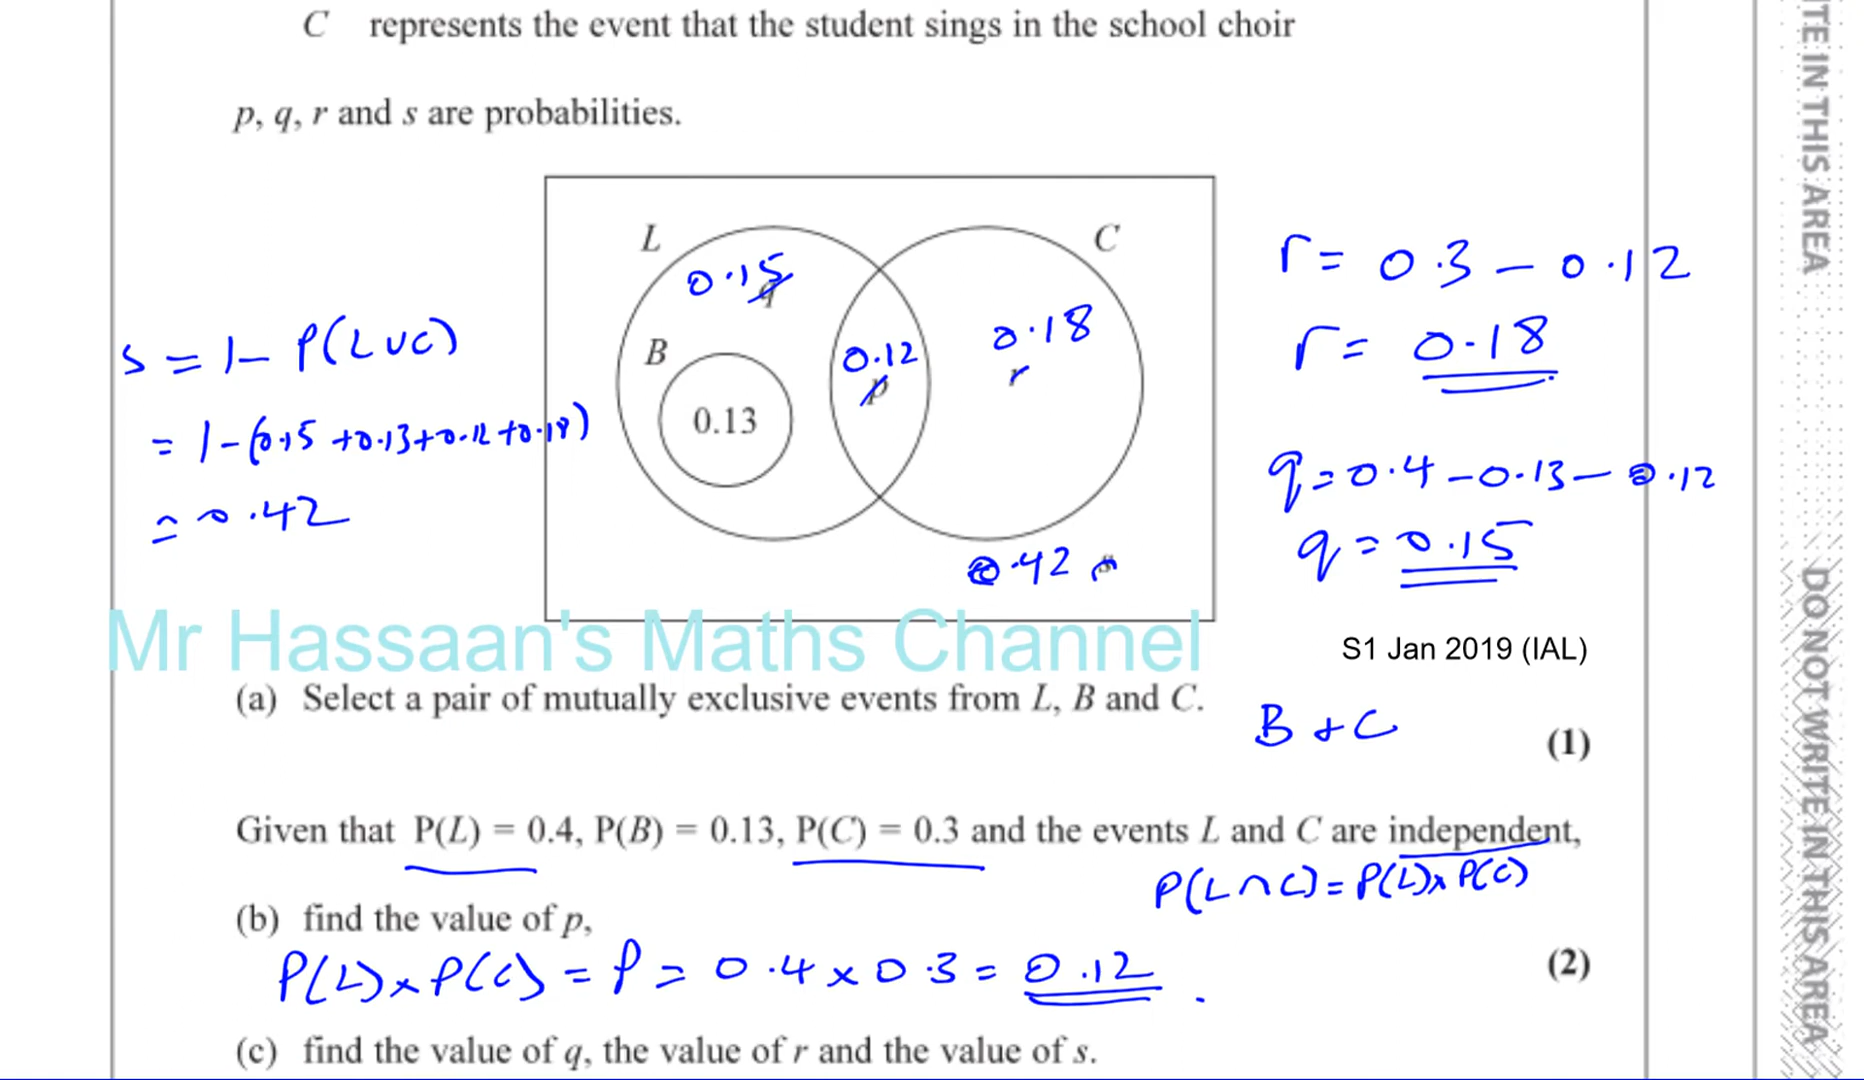 C represents the event that the student sings in the school choir
p, q, r and s are probabilities.
L
C
0.15
q
B
0.12
p
0.18
r
0.13
0.42
s = 1 - P(L∪C)
= 1-(0.15 +0.13+0.12+0.18)
= 0.42
r = 0.3 - 0.12
r = 0.18
q = 0.4 - 0.13 - 0.12
q = 0.15
Mr Hassaan's Maths Channel
S1 Jan 2019 (IAL)
(a) Select a pair of mutually exclusive events from L, B and C.
B + C
(1)
Given that P(L) = 0.4, P(B) = 0.13, P(C) = 0.3 and the events L and C are independent,
P(L∩C) = P(L) x P(C)
(b) find the value of p,
P(L) x P(C) = p = 0.4 x 0.3 = 0.12
(2)
(c) find the value of q, the value of r and the value of s.
TE IN THIS AREA
DO NOT WRITE IN THIS AREA